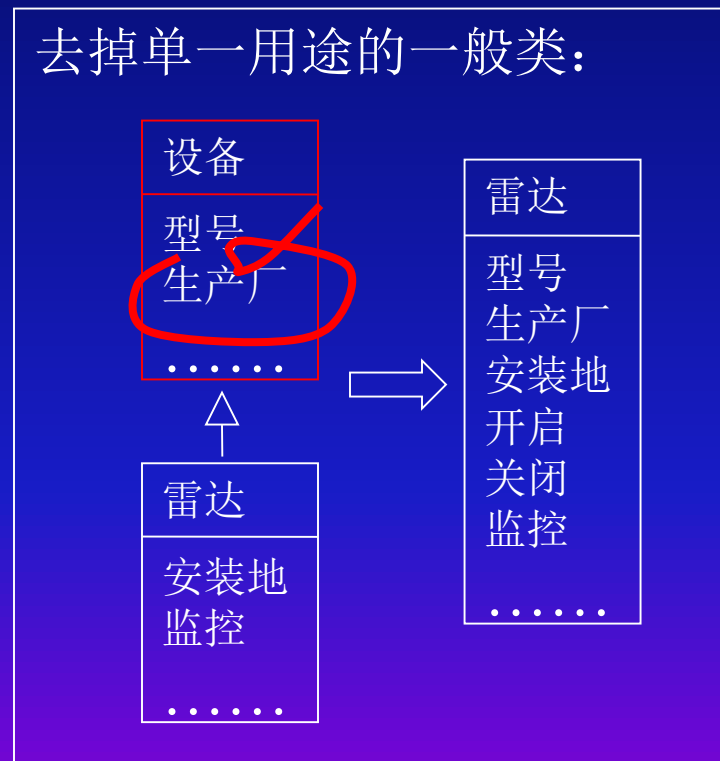 去掉单一用途的一般类：
设备
型号
生产厂
······
雷达
安装地
监控
······
雷达
型号
生产厂
安装地
开启
关闭
监控
······